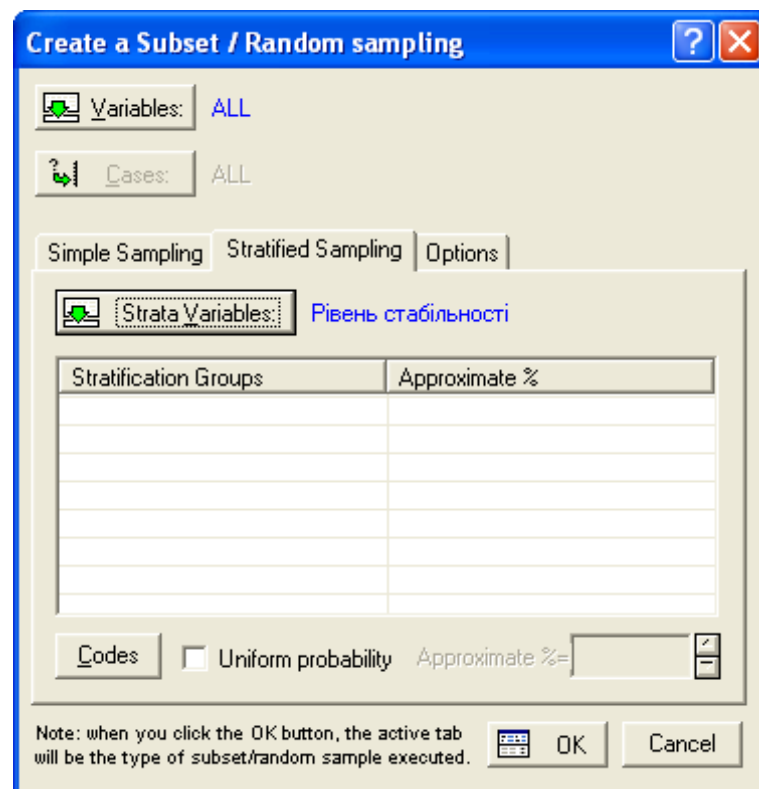 Create a Subset / Random sampling
Variables: ALL
Cases: ALL
Simple Sampling Stratified Sampling Options
Strata Variables: Рівень стабільності
Stratification Groups Approximate %
Codes Uniform probability Approximate %=
Note: when you click the OK button, the active tab
will be the type of subset/random sample executed.
OK Cancel